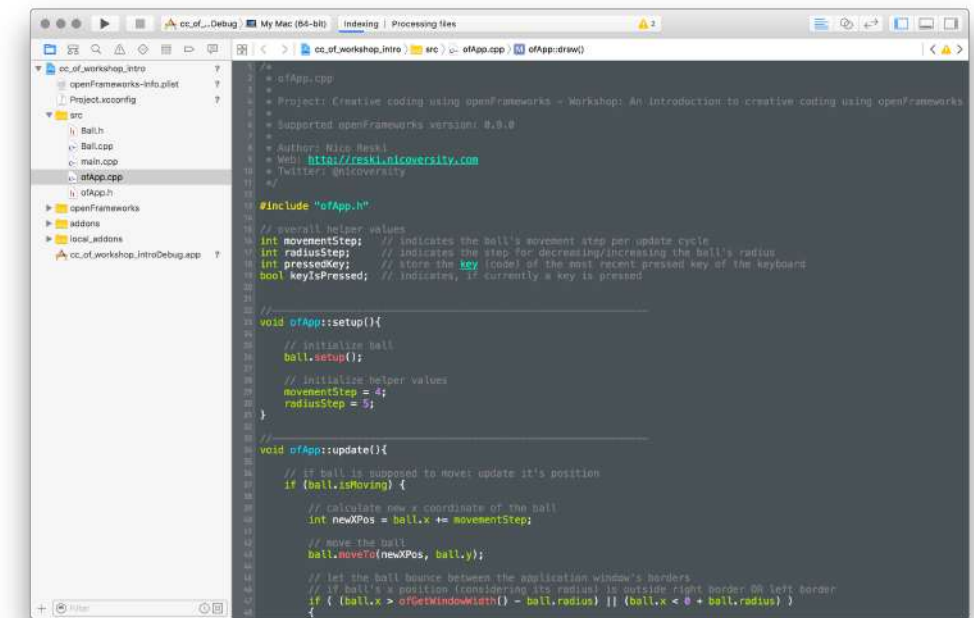 cc_of_...Debug
My Mac (64-bit)
Indexing | Processing files
2
cc_of_workshop_intro
src
ofApp.cpp
ofApp::draw()
cc_of_workshop_intro ?
openFrameworks-Info.plist ?
Project.xcconfig ?
src
Ball.h
Ball.cpp
main.cpp
ofApp.cpp
ofApp.h
openFrameworks
addons
local_addons
cc_of_workshop_introDebug.app ?
Filter
/*
* ofApp.cpp
*
* Project: Creative coding using openFrameworks - Workshop: An introduction to creative coding using openFrameworks
*
* Supported openFrameworks version: 0.9.0
*
* Author: Nico Reski
* Web: http://reski.nicoversity.com
* Twitter: @nicoversity
*/
#include "ofApp.h"
// overall helper values
int movementStep; // indicates the ball's movement step per update cycle
int radiusStep; // indicates the step for decreasing/increasing the ball's radius
int pressedKey; // store the key (code) of the most recent pressed key of the keyboard
bool keyIsPressed; // indicates, if currently a key is pressed
//--------------------------------------------------------------
void ofApp::setup(){
// initialize ball
ball.setup();
// initialize helper values
movementStep = 4;
radiusStep = 5;
}
//--------------------------------------------------------------
void ofApp::update(){
// if ball is supposed to move: update it's position
if (ball.isMoving) {
// calculate new x coordinate of the ball
int newXPos = ball.x += movementStep;
// move the ball
ball.moveTo(newXPos, ball.y);
// let the ball bounce between the application window's borders
// if ball's x position (considering its radius) is outside right border OR left border
if ( (ball.x > ofGetWindowWidth() - ball.radius) || (ball.x < 0 + ball.radius) )
{